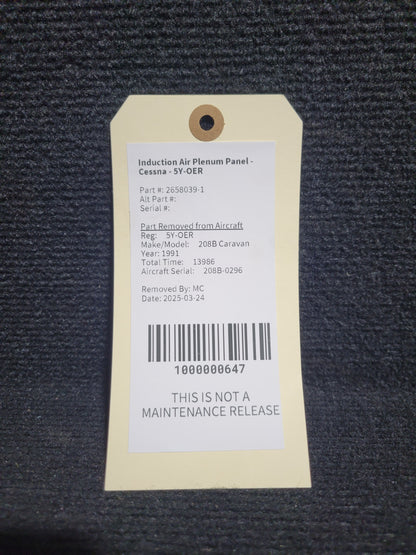 Induction Air Plenum Panel -
Cessna - 5Y-OER
Part #: 2658039-1
Alt Part #:
Serial #:
Part Removed from Aircraft
Reg: 5Y-OER
Make/Model: 208B Caravan
Year: 1991
Total Time: 13986
Aircraft Serial: 208B-0296
Removed By: MC
Date: 2025-03-24
1000000647
THIS IS NOT A
MAINTENANCE RELEASE